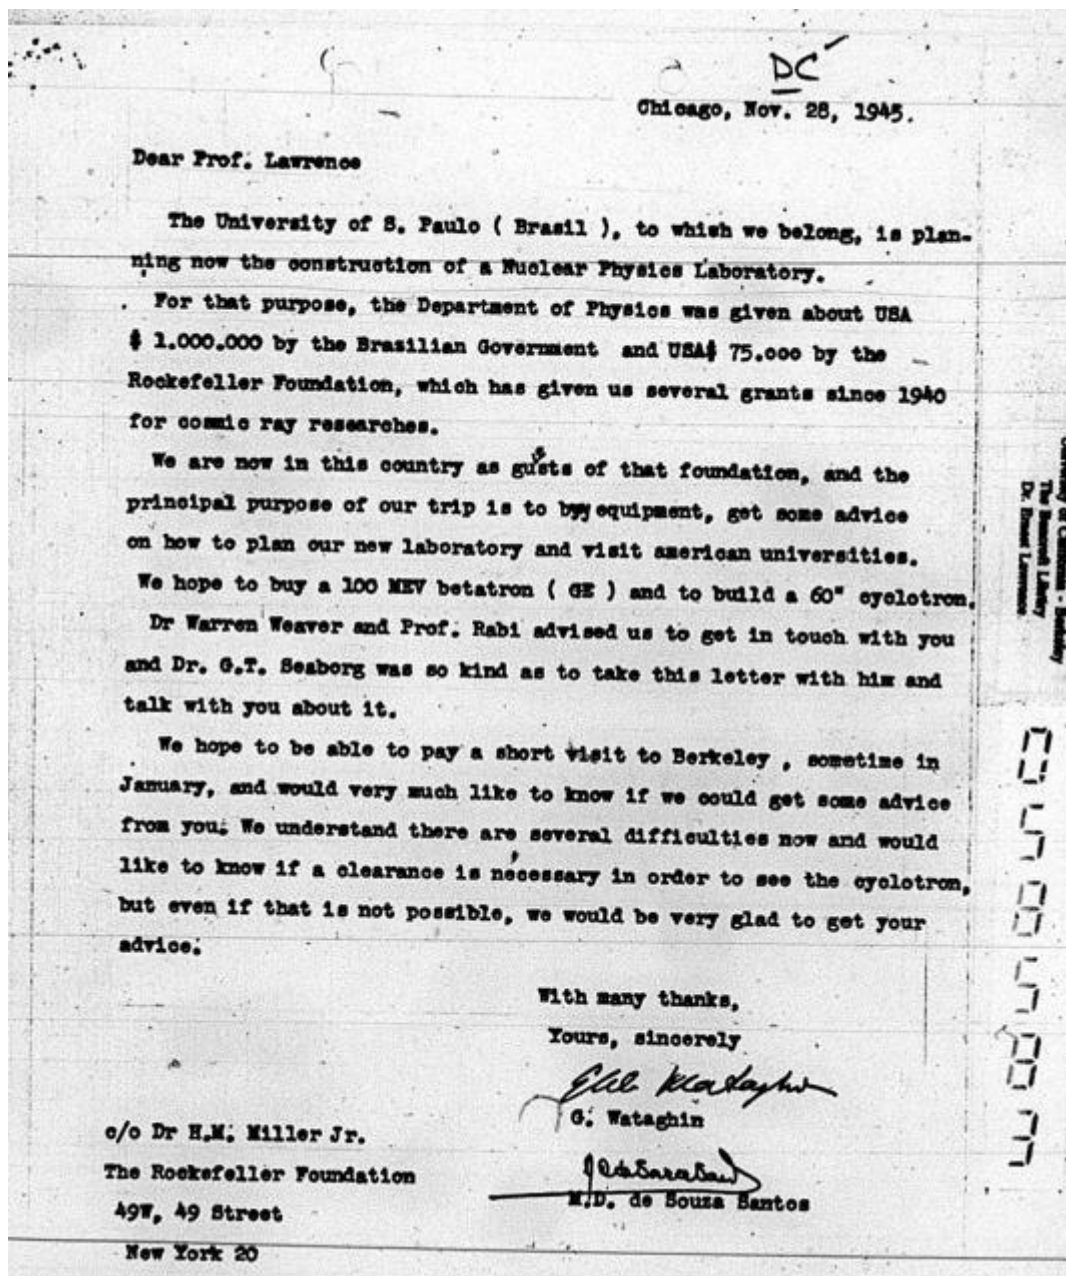 DC
Chicago, Nov. 28, 1945.
Dear Prof. Lawrence
The University of S. Paulo ( Brasil ), to which we belong, is plan-
ning now the construction of a Nuclear Physics Laboratory.
For that purpose, the Department of Physics was given about USA
$ 1.000.000 by the Brasilian Government and USA$ 75.000 by the
Rockefeller Foundation, which has given us several grants since 1940
for cosmic ray researches.
We are now in this country as gusts of that foundation, and the
principal purpose of our trip is to buy equipment, get some advice
on how to plan our new laboratory and visit american universities.
We hope to buy a 100 MEV betatron ( GE ) and to build a 60" cyclotron.
Dr Warren Weaver and Prof. Rabi advised us to get in touch with you
and Dr. G.T. Seaborg was so kind as to take this letter with him and
talk with you about it.
We hope to be able to pay a short visit to Berkeley , sometime in
January, and would very much like to know if we could get some advice
from you. We understand there are several difficulties now and would
like to know if a clearance is necessary in order to see the cyclotron,
but even if that is not possible, we would be very glad to get your
advice.
With many thanks,
Yours, sincerely
G. Wataghin
M.D. de Souza Santos
c/o Dr H.M. Miller Jr.
The Rockefeller Foundation
49W, 49 Street
New York 20
of California - Berkeley
The Bancroft Library
Dr. Ernest Lawrence